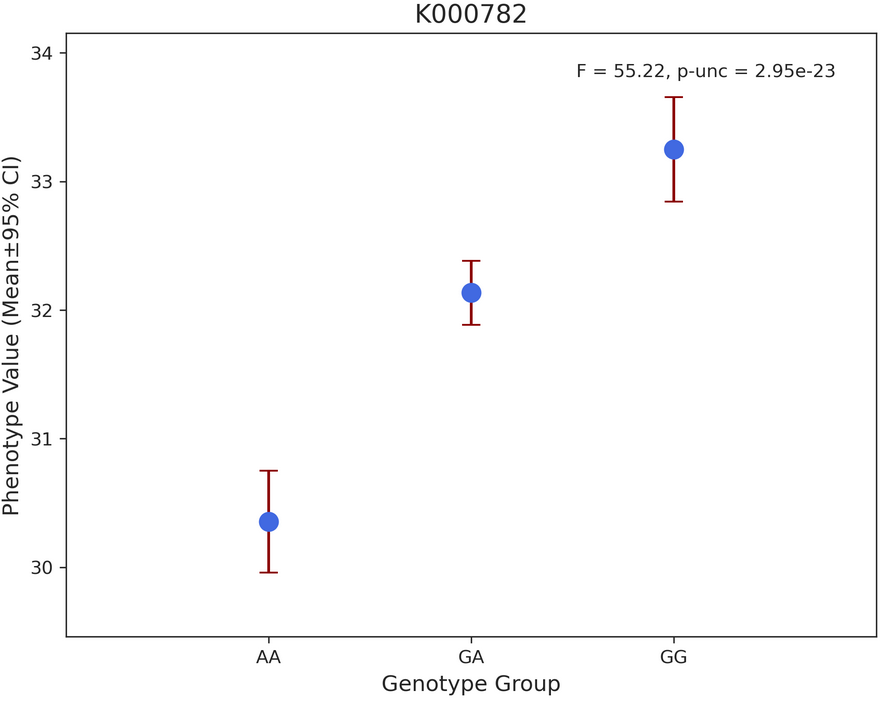 K000782
F = 55.22, p-unc = 2.95e-23
Phenotype Value (Mean±95% CI)
34
33
32
31
30
AA
GA
GG
Genotype Group